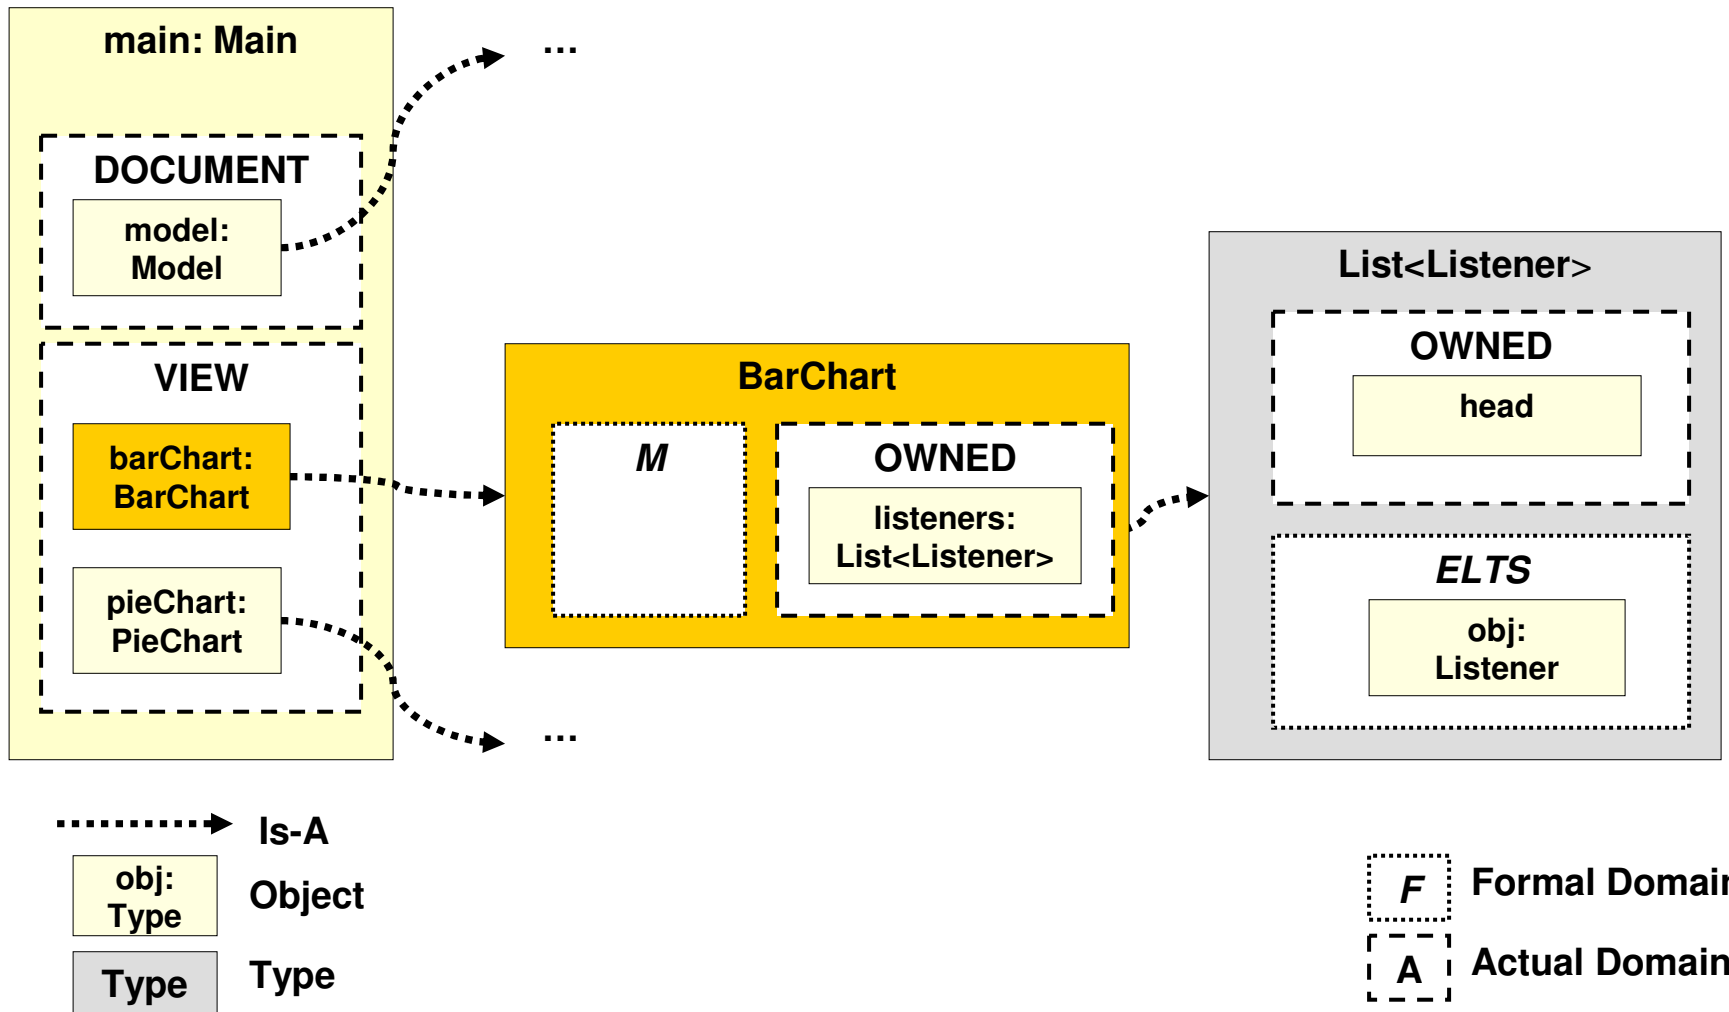 main: Main
...
DOCUMENT
model:
Model
VIEW
barChart:
BarChart
pieChart:
PieChart
...
BarChart
M
OWNED
listeners:
List<Listener>
List<Listener>
OWNED
head
ELTS
obj:
Listener
Is-A
obj:
Type
Object
Type
Type
F
Formal Domain
A
Actual Domain